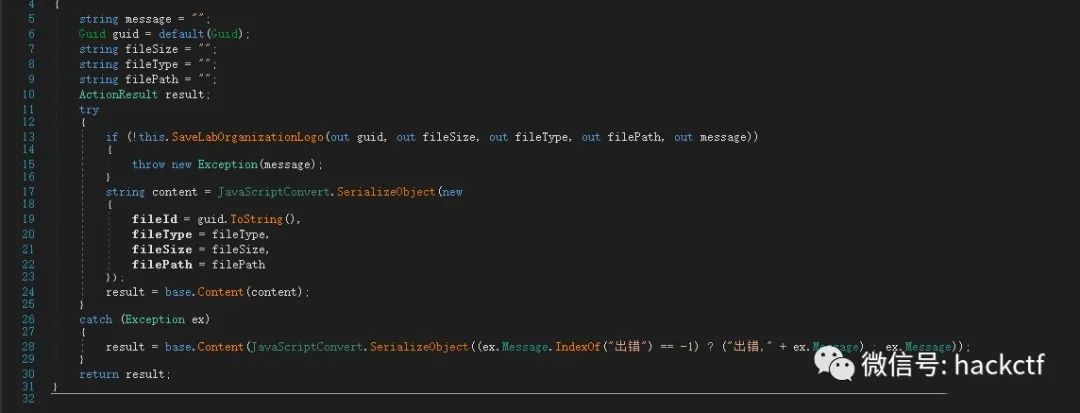 4 {
5 string message = "";
6 Guid guid = default(Guid);
7 string fileSize = "";
8 string fileType = "";
9 string filePath = "";
10 ActionResult result;
11 try
12 {
13 if (!this.SaveLabOrganizationLogo(out guid, out fileSize, out fileType, out filePath, out message))
14 {
15 throw new Exception(message);
16 }
17 string content = JavaScriptConvert.SerializeObject(new
18 {
19 fileId = guid.ToString(),
20 fileType = fileType,
21 fileSize = fileSize,
22 filePath = filePath
23 });
24 result = base.Content(content);
25 }
26 catch (Exception ex)
27 {
28 result = base.Content(JavaScriptConvert.SerializeObject((ex.Message.IndexOf("出错") == -1) ? ("出错," + ex.Message) : ex.Message));
29 }
30 return result;
31 }
32
微信号: hackctf